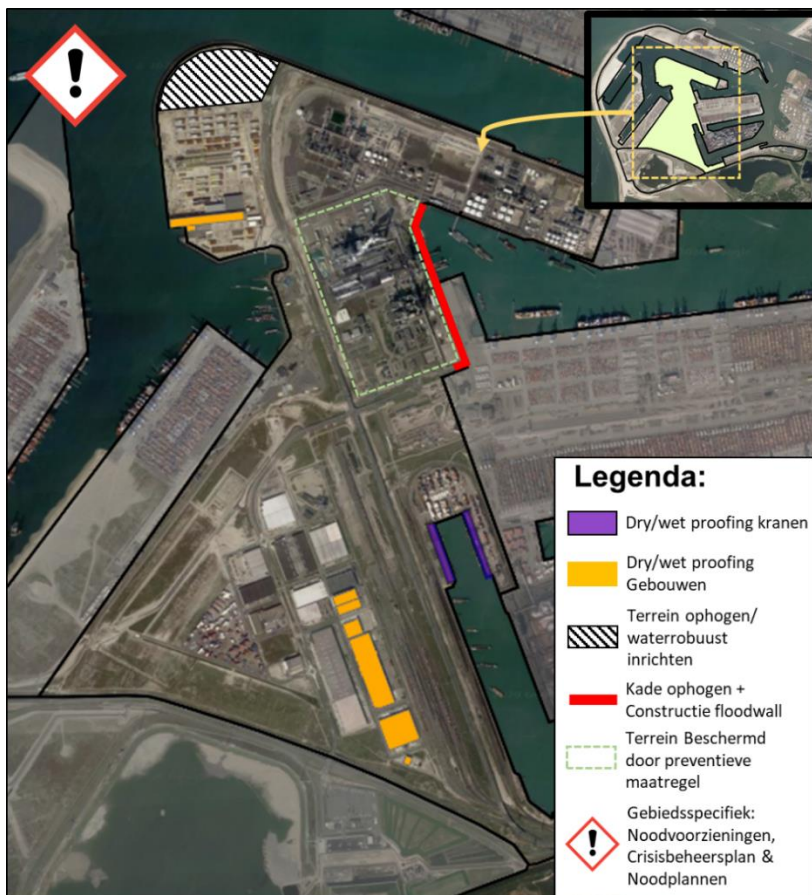 Legenda:
Dry/wet proofing kranen
Dry/wet proofing
Gebouwen
Terrein ophogen/
waterrobuust
inrichten
Kade ophogen +
Constructie floodwall
Terrein Beschermd
door preventieve
maatregel
Gebiedsspecifiek:
Noodvoorzieningen,
Crisisbeheersplan &
Noodplannen